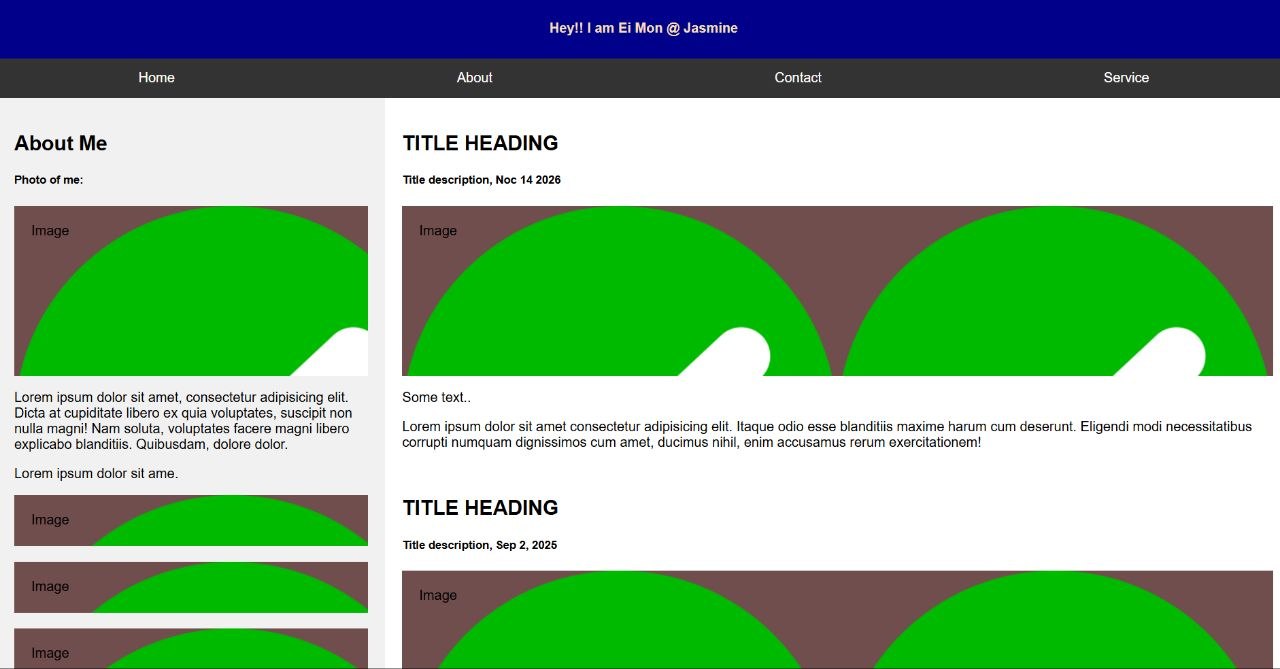 Hey!! I am Ei Mon @ Jasmine
Home
About
Contact
Service
About Me
Photo of me:
Image
Lorem ipsum dolor sit amet, consectetur adipisicing elit.
Dicta at cupiditate libero ex quia voluptates, suscipit non
nulla magni! Nam soluta, voluptates facere magni libero
explicabo blanditiis. Quibusdam, dolore dolor.
Lorem ipsum dolor sit ame.
Image
Image
Image
TITLE HEADING
Title description, Noc 14 2026
Image
Some text..
Lorem ipsum dolor sit amet consectetur adipisicing elit. Itaque odio esse blanditiis maxime harum cum deserunt. Eligendi modi necessitatibus
corrupti numquam dignissimos cum amet, ducimus nihil, enim accusamus rerum exercitationem!
TITLE HEADING
Title description, Sep 2, 2025
Image